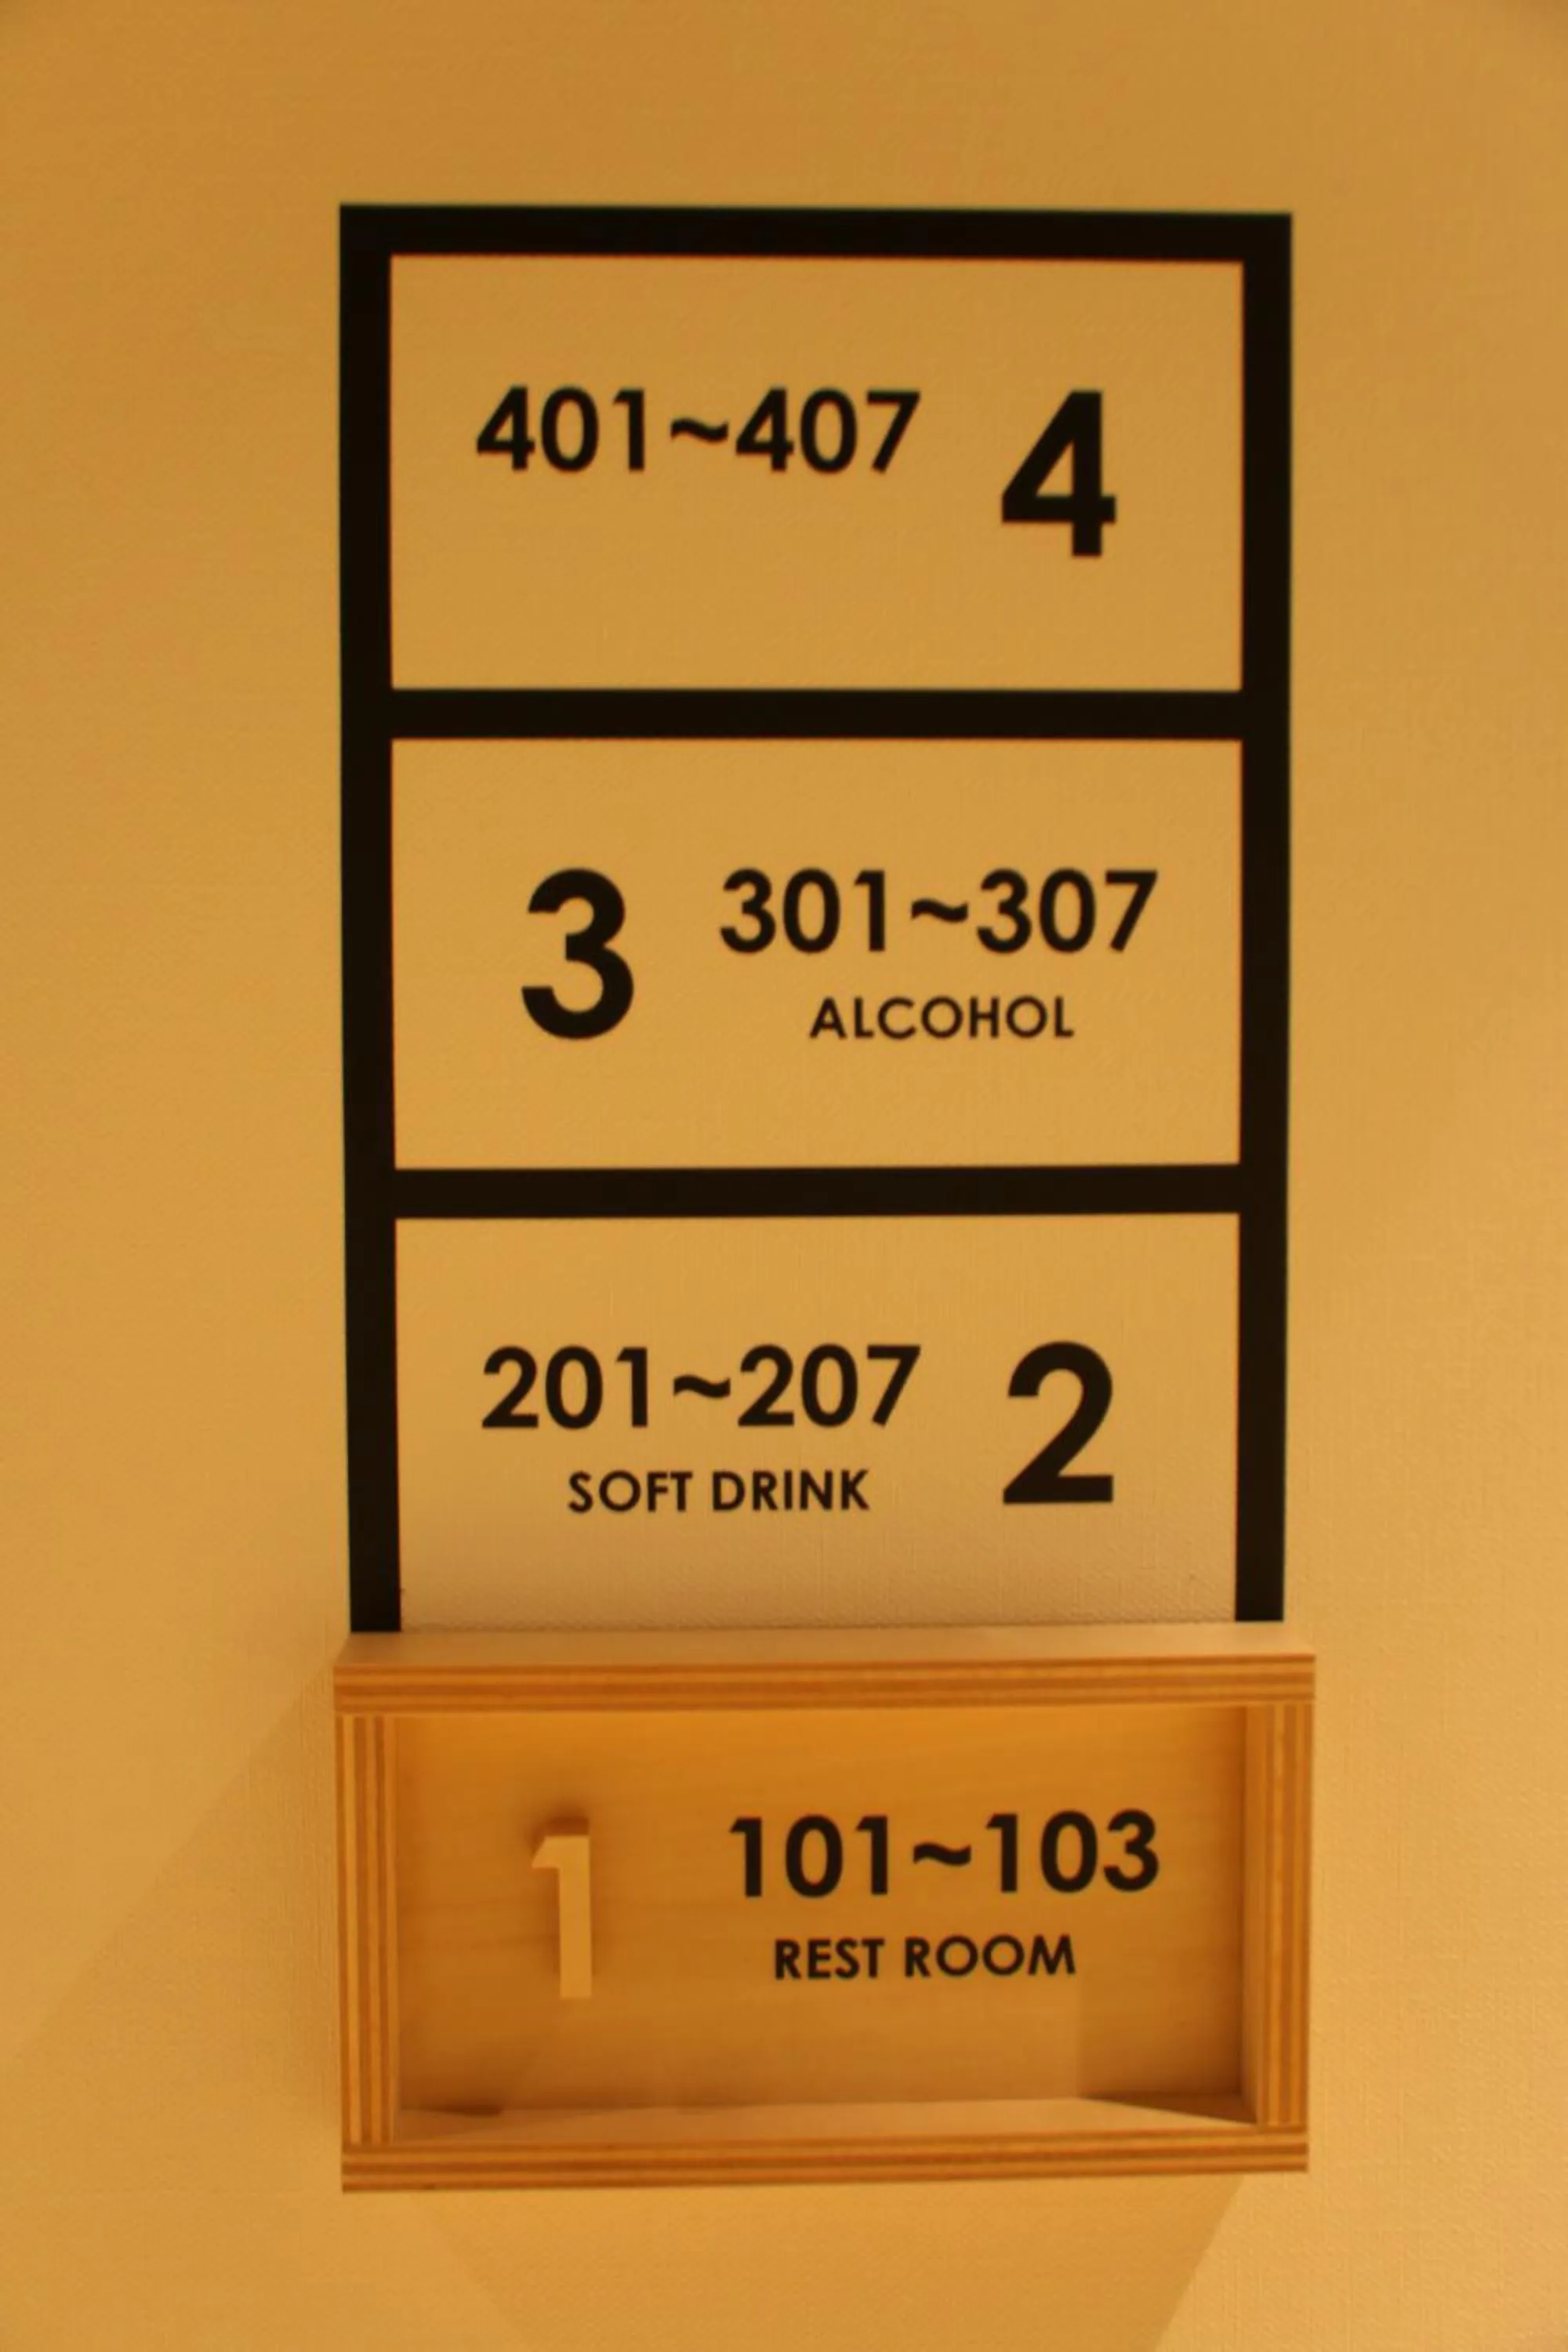 401~407 4
3 301~307
ALCOHOL
201~207 2
SOFT DRINK
1 101~103
REST ROOM